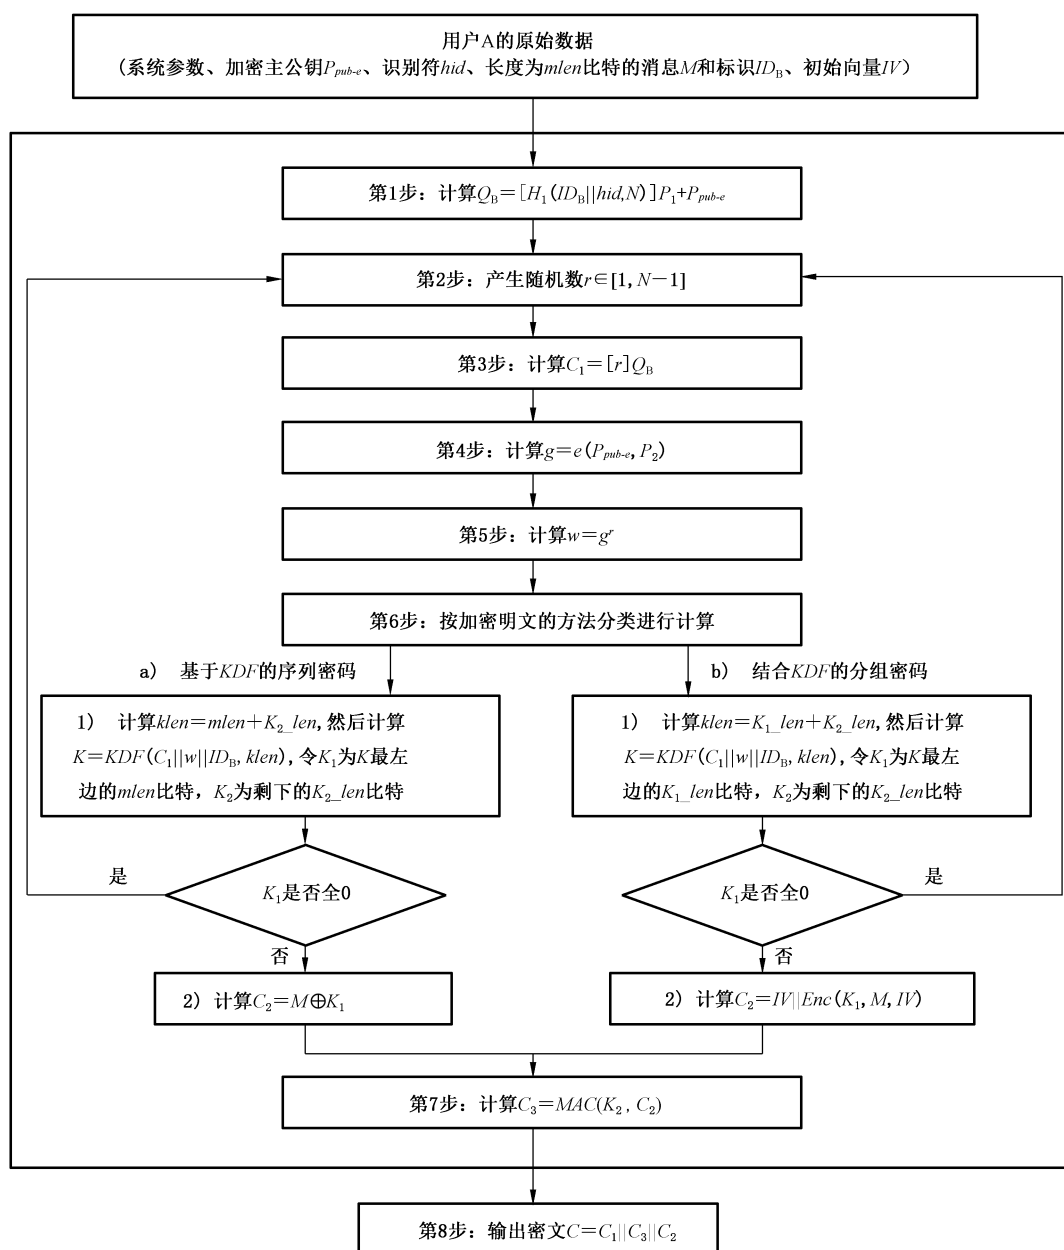 用户A的原始数据
(系统参数、加密主公钥Ppub-e、识别符hid、长度为mlen比特的消息M和标识IDB、初始向量IV)
第1步：计算QB=[H1(IDB||hid,N)]P1+Ppub-e
第2步：产生随机数r∈[1,N-1]
第3步：计算C1=[r]QB
第4步：计算g=e(Ppub-e,P2)
第5步：计算w=g^r
第6步：按加密明文的方法分类进行计算
a) 基于KDF的序列密码
b) 结合KDF的分组密码
1) 计算klen=mlen+K2_len,然后计算
K=KDF(C1||w||IDB,klen),令K1为K最左
边的mlen比特，K2为剩下的K2_len比特
1) 计算klen=K1_len+K2_len,然后计算
K=KDF(C1||w||IDB,klen),令K1为K最左
边的K1_len比特，K2为剩下的K2_len比特
是
K1是否全0
否
K1是否全0
是
否
2) 计算C2=M⊕K1
2) 计算C2=IV||Enc(K1,M,IV)
第7步：计算C3=MAC(K2,C2)
第8步：输出密文C=C1||C3||C2